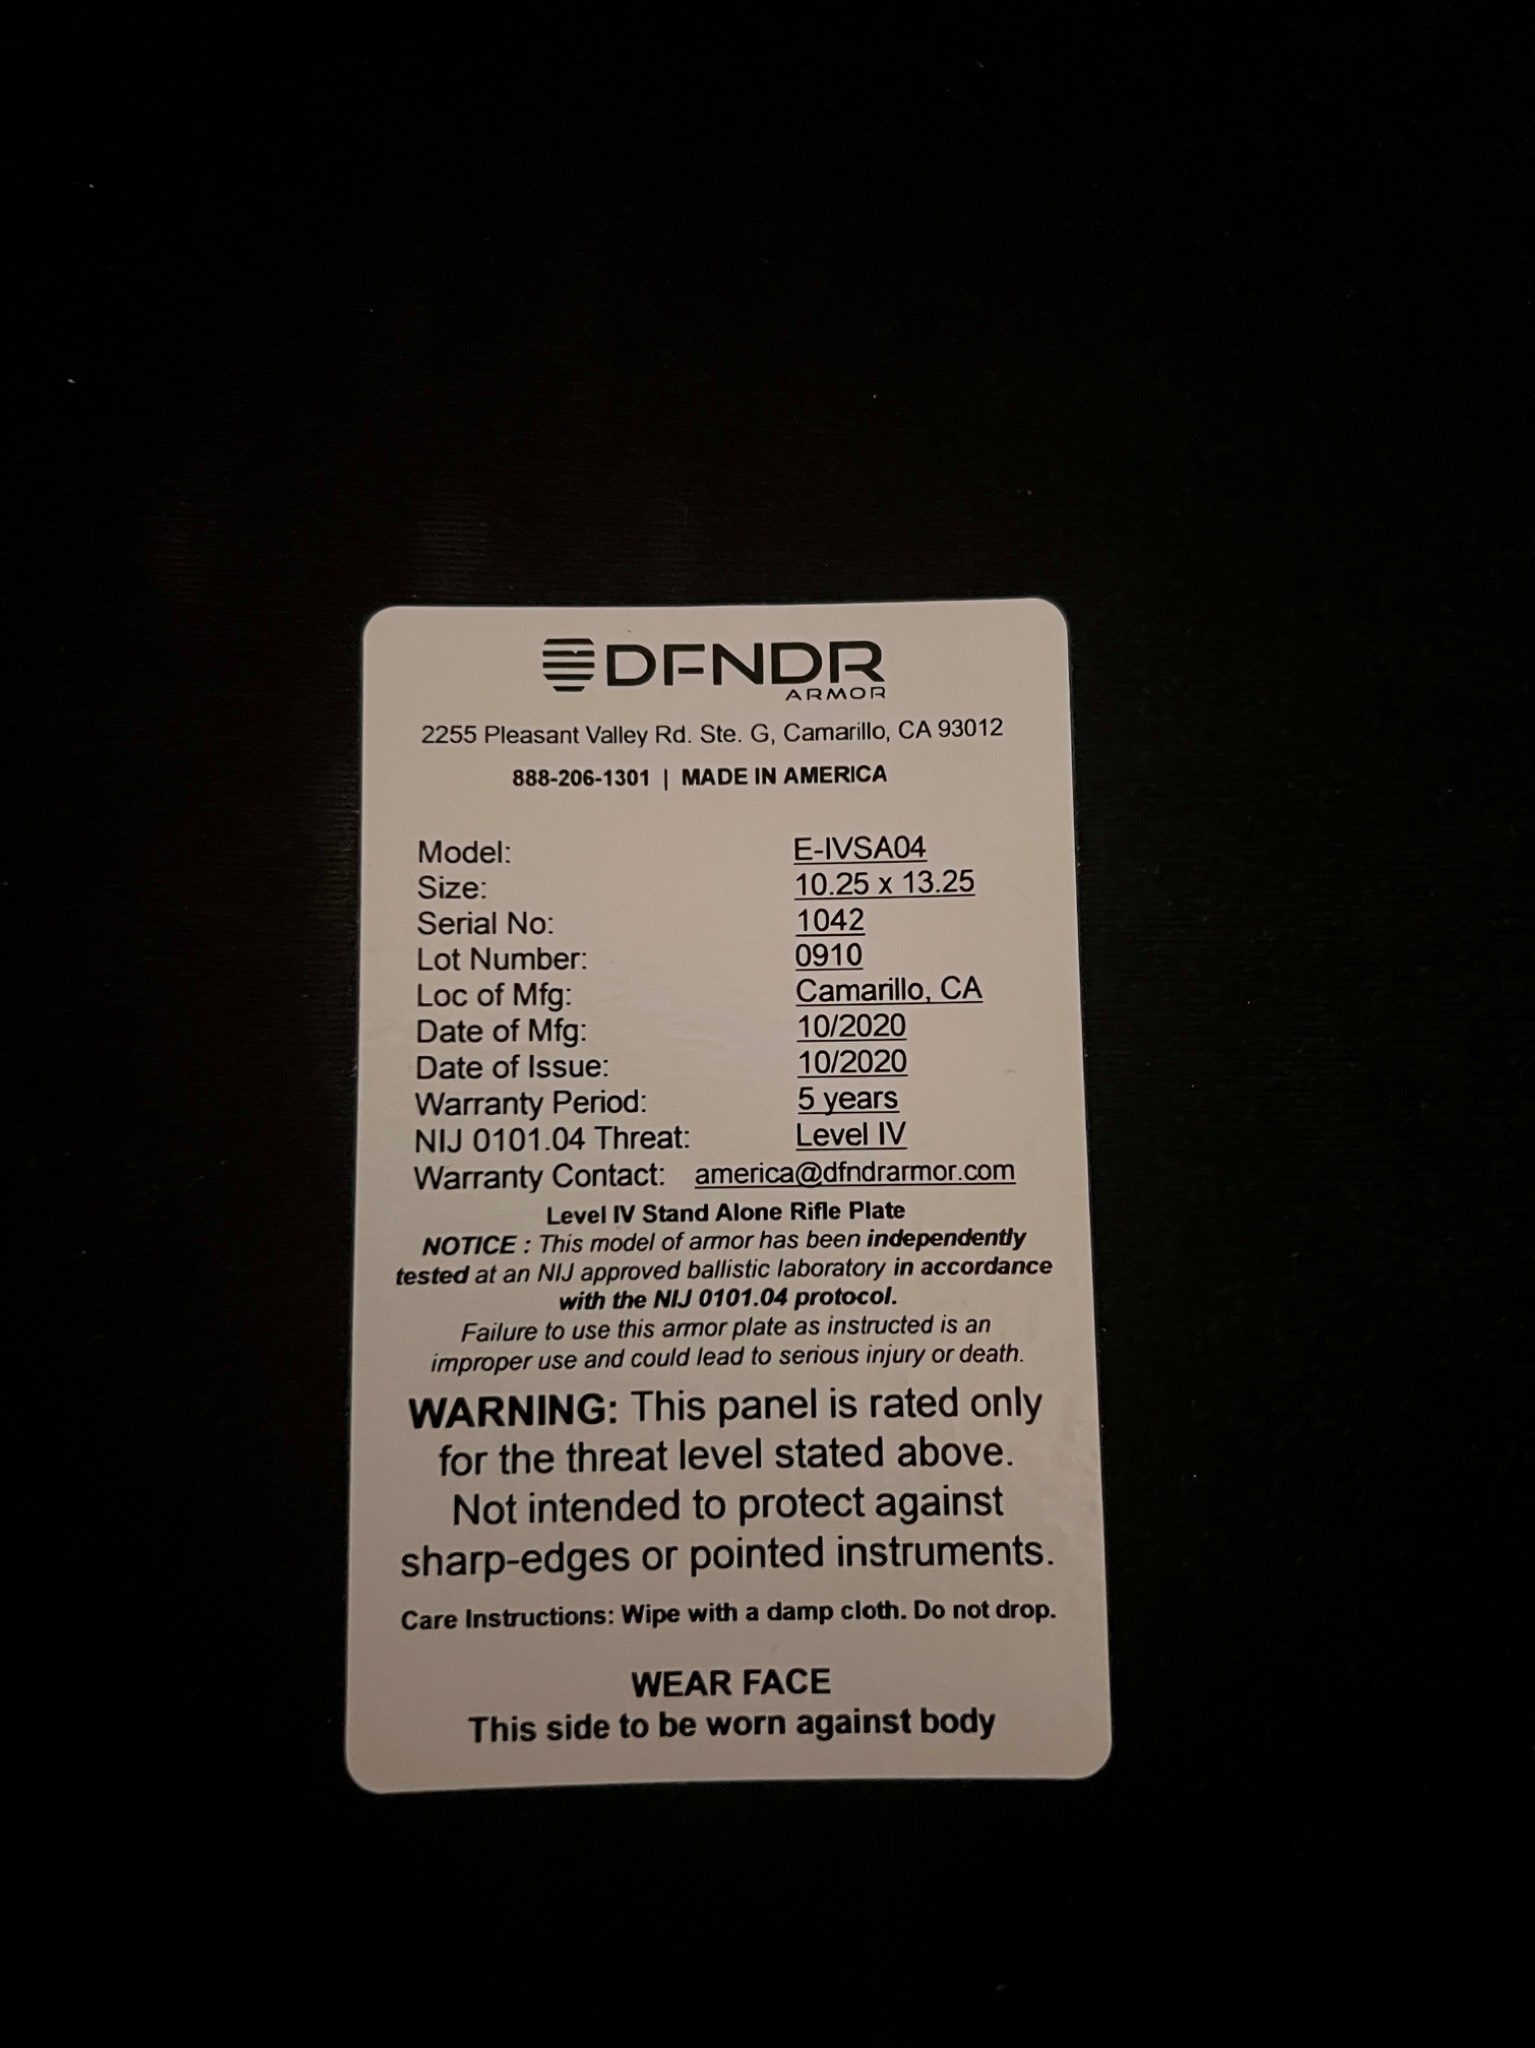 DFNDR
ARMOR
2255 Pleasant Valley Rd. Ste. G, Camarillo, CA 93012
888-206-1301 | MADE IN AMERICA
Model: E-IVSA04
Size: 10.25 x 13.25
Serial No: 1042
Lot Number: 0910
Loc of Mfg: Camarillo, CA
Date of Mfg: 10/2020
Date of Issue: 10/2020
Warranty Period: 5 years
NIJ 0101.04 Threat: Level IV
Warranty Contact: america@dfndrarmor.com
Level IV Stand Alone Rifle Plate
NOTICE : This model of armor has been independently
tested at an NIJ approved ballistic laboratory in accordance
with the NIJ 0101.04 protocol.
Failure to use this armor plate as instructed is an
improper use and could lead to serious injury or death.
WARNING: This panel is rated only
for the threat level stated above.
Not intended to protect against
sharp-edges or pointed instruments.
Care Instructions: Wipe with a damp cloth. Do not drop.
WEAR FACE
This side to be worn against body